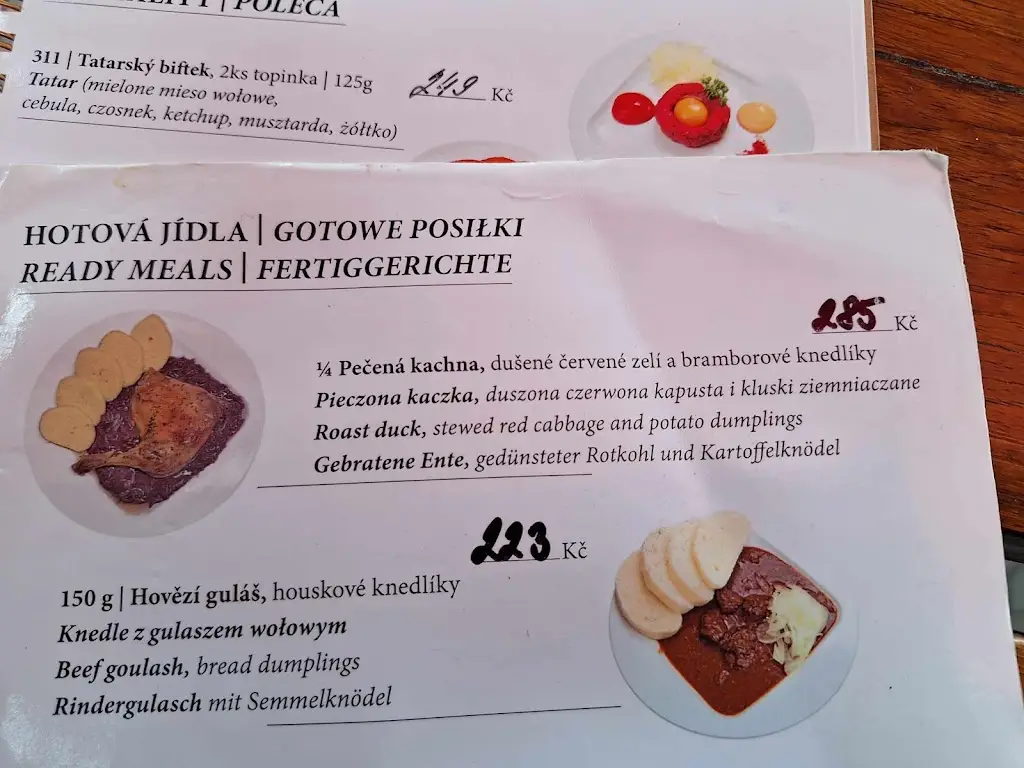 POLECA
311 | Tatarský biftek, 2ks topinka | 125g
249 Kč
Tatar (mielone mieso wołowe,
cebula, czosnek, ketchup, musztarda, żółtko)
HOTOVÁ JÍDLA | GOTOWE POSIŁKI
READY MEALS | FERTIGGERICHTE
285 Kč
¼ Pečená kachna, dušené červené zelí a bramborové knedlíky
Pieczona kaczka, duszona czerwona kapusta i kluski ziemniaczane
Roast duck, stewed red cabbage and potato dumplings
Gebratene Ente, gedünsteter Rotkohl und Kartoffelknödel
223 Kč
150 g | Hovězí guláš, houskové knedlíky
Knedle z gulaszem wołowym
Beef goulash, bread dumplings
Rindergulasch mit Semmelknödel